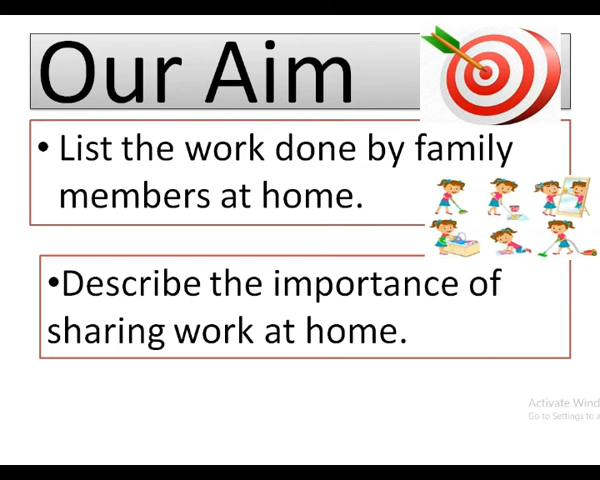 Our Aim
• List the work done by family
members at home.
•Describe the importance of
sharing work at home.
Activate Wind
Go to Settings to a